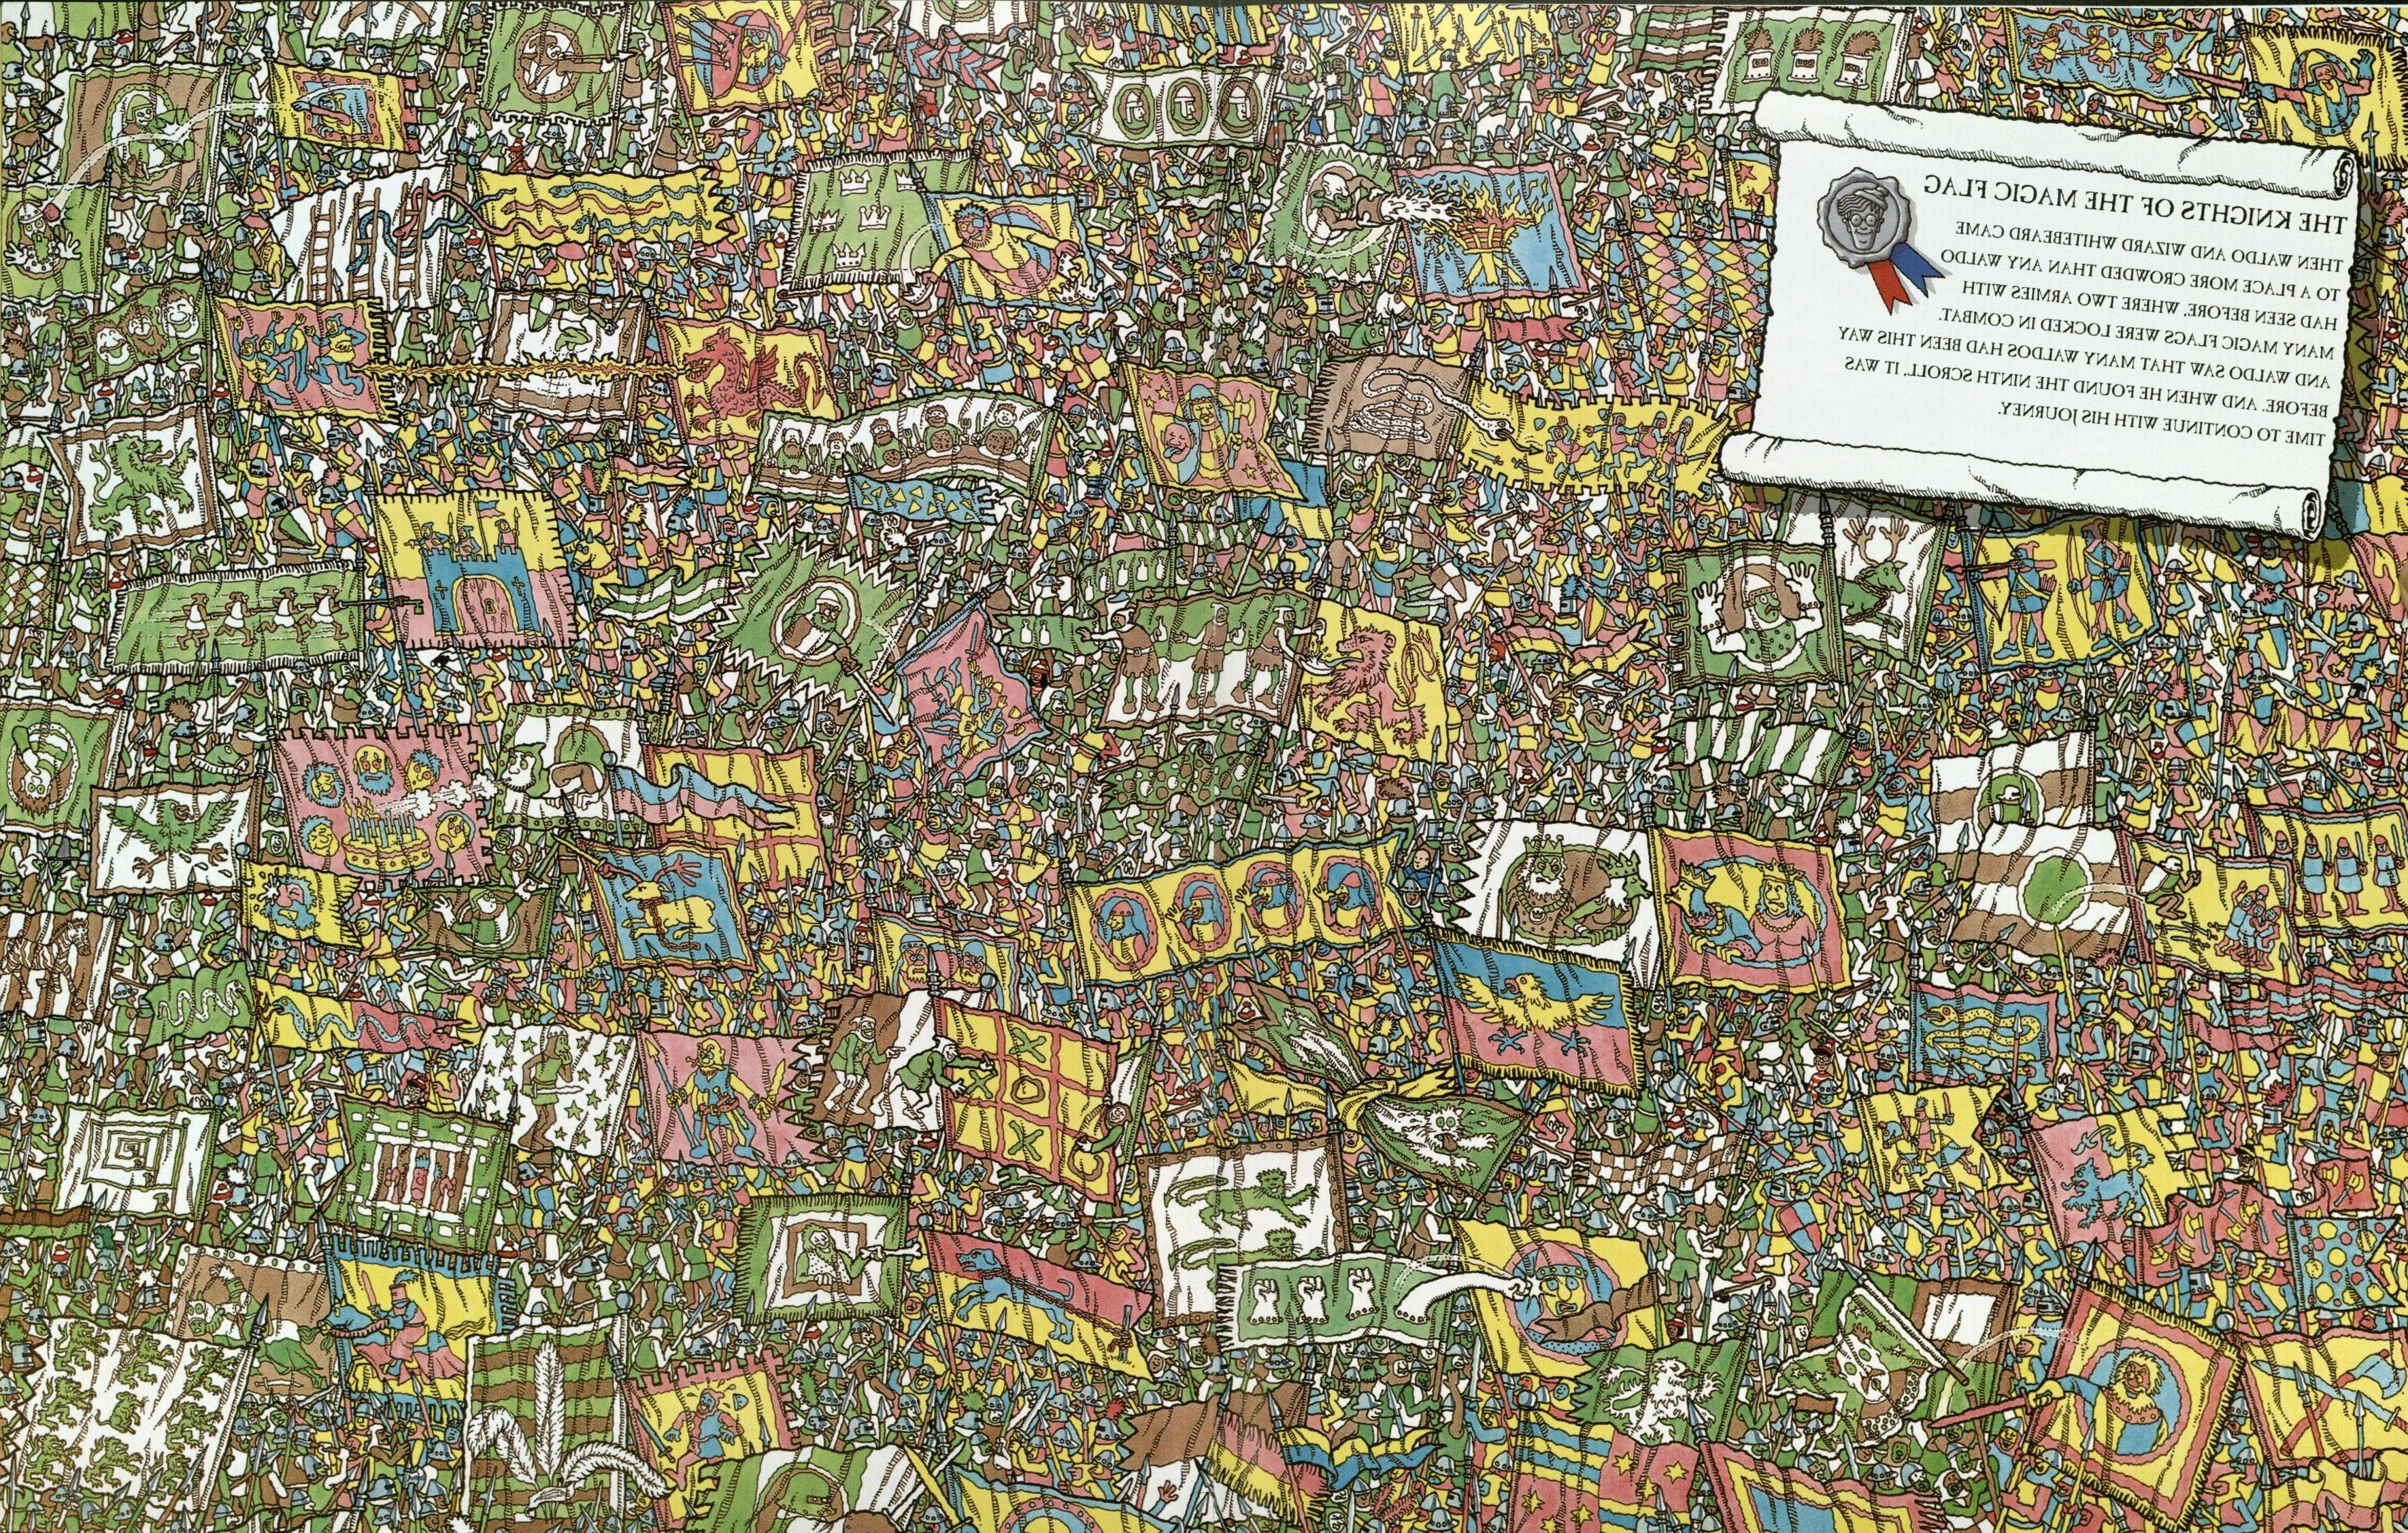 THE KNIGHTS OF THE MAGIC FLAG
THEN WALDO AND WIZARD WHITEBEARD CAME
TO A PLACE MORE CROWDED THAN ANY WALDO
HAD SEEN BEFORE, WHERE TWO ARMIES WITH
MANY MAGIC FLAGS WERE LOCKED IN COMBAT.
AND WALDO SAW THAT MANY WALDOS HAD BEEN THIS WAY
BEFORE. AND WHEN HE FOUND THE NINTH SCROLL, IT WAS
TIME TO CONTINUE WITH HIS JOURNEY.